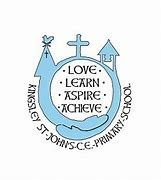 · LOVE ·
· LEARN ·
· ASPIRE ·
· ACHIEVE ·
KINGSLEY ST·JOHN'S·C.E·PRIMARY·SCHOOL